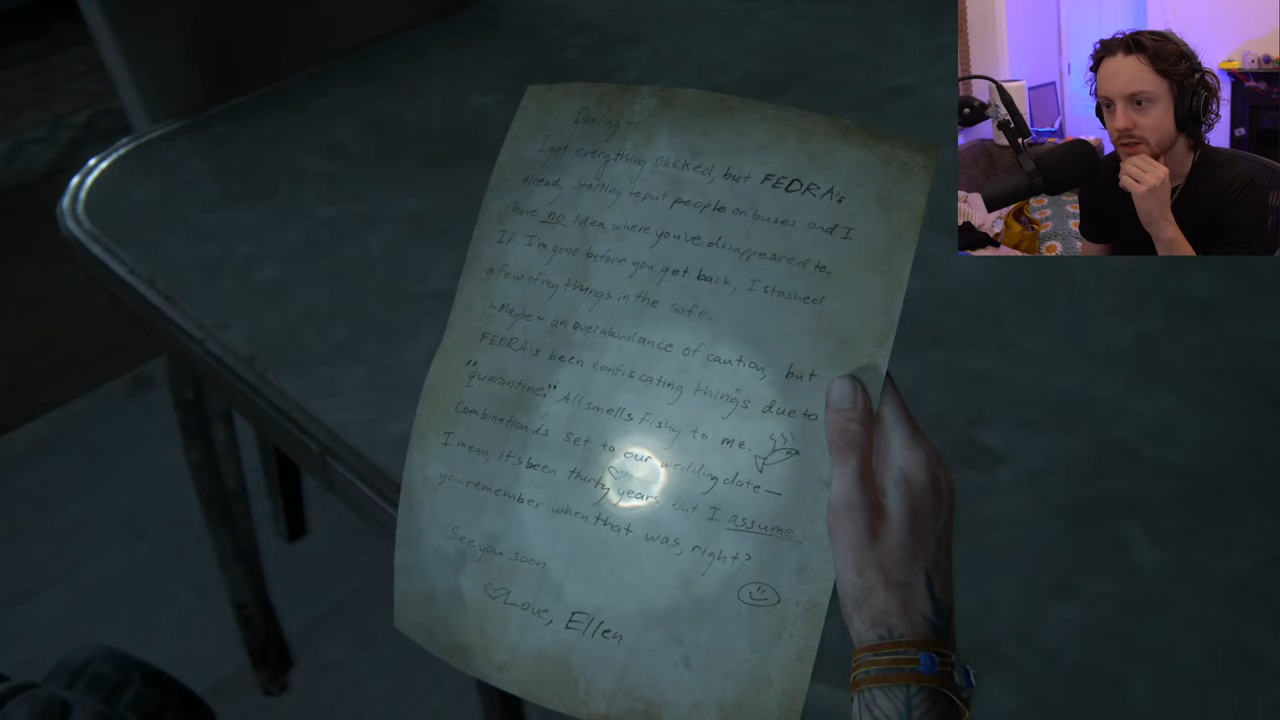 Darling —
I got everything packed, but FEDRA's
already starting to put people on buses and I
have no idea where you've disappeared to.
If I'm gone before you get back, I stashed
a few of my things in the safe.
~Maybe~ an overabundance of caution, but
FEDRA's been confiscating things due to
"quarantine." All smells fishy to me.
Combination is set to our wedding date —
I mean, it's been thirty years, but I assume
you remember when that was, right?
See you soon
Love, Ellen